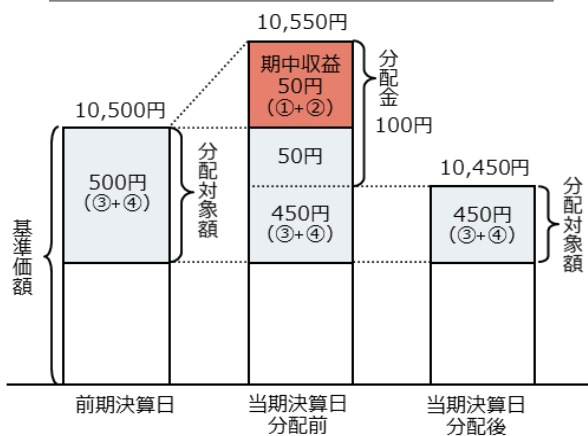 10,550円
期中収益
50円
(①+②)
分配金
100円
10,500円
50円
10,450円
500円
(③+④)
分配対象額
450円
(③+④)
450円
(③+④)
分配対象額
基準価額
前期決算日
当期決算日
分配前
当期決算日
分配後